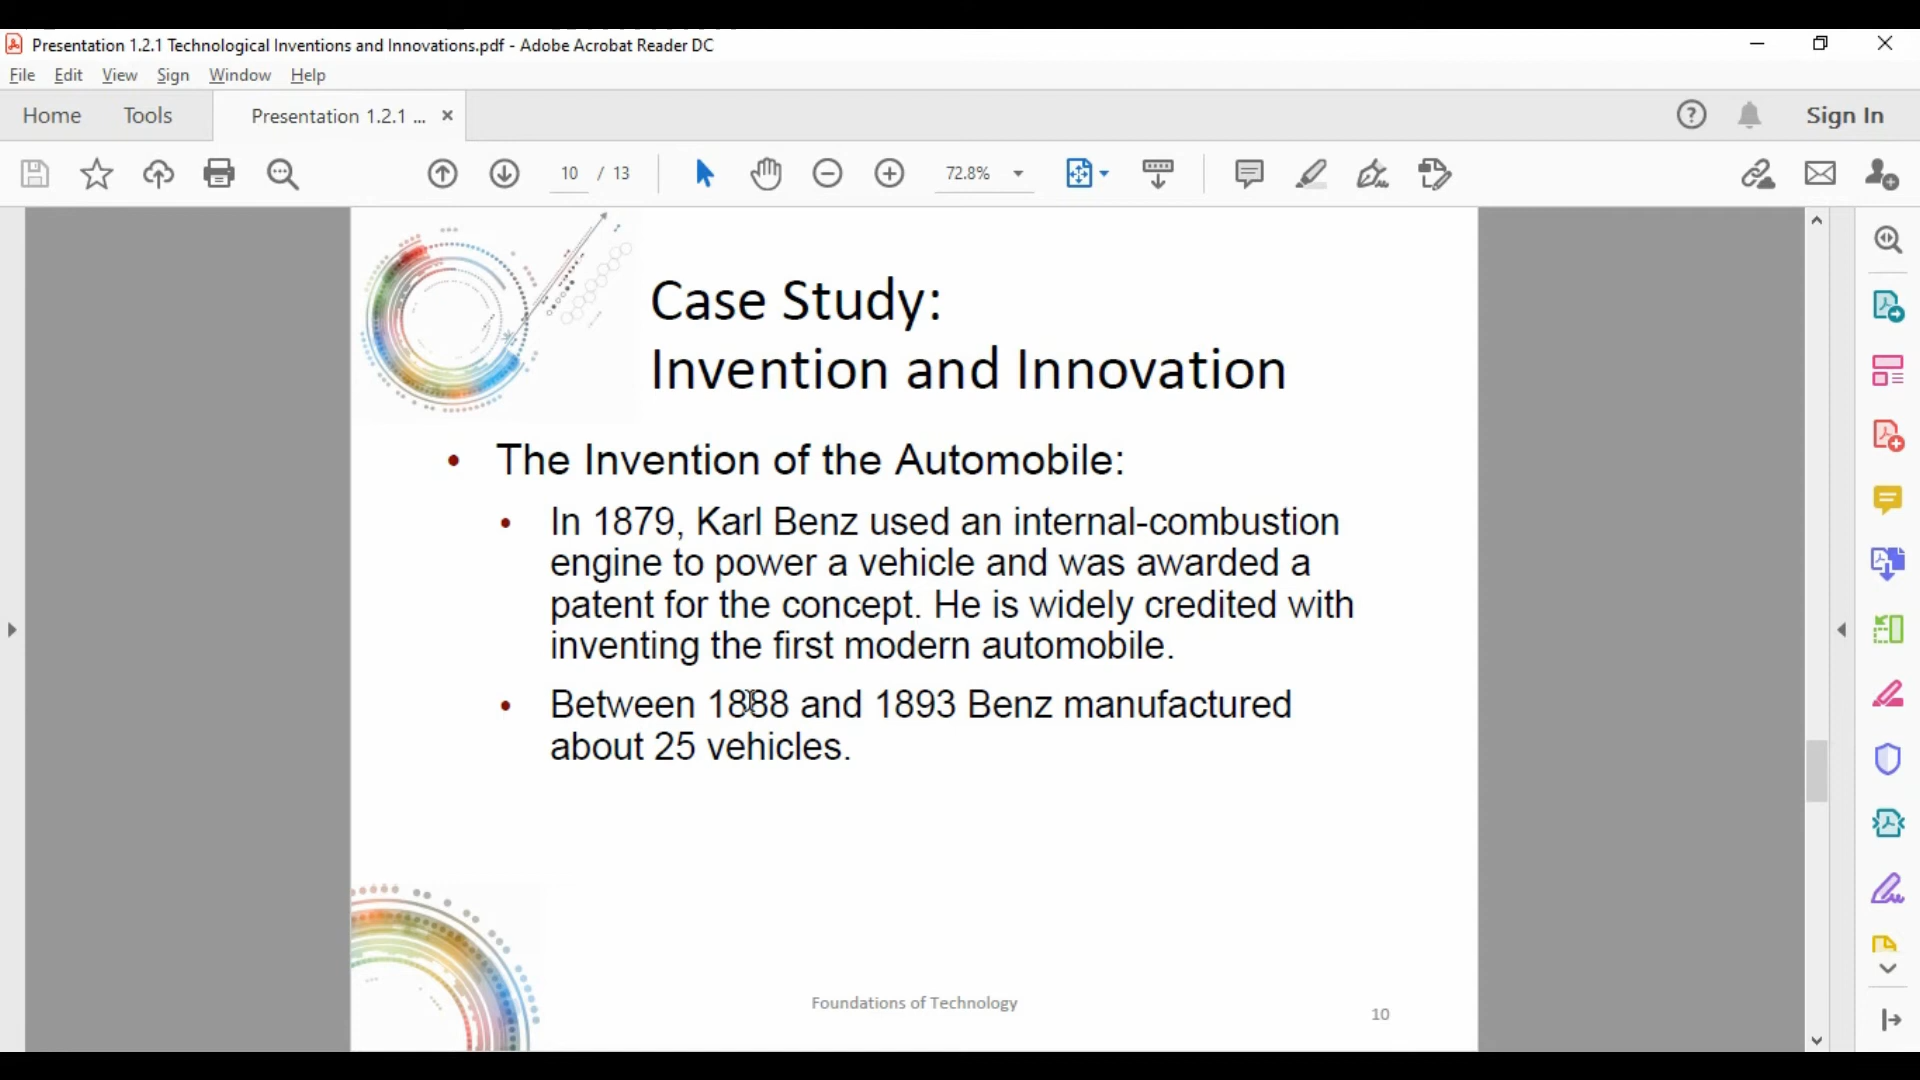 Presentation 1.2.1 Technological Inventions and Innovations.pdf - Adobe Acrobat Reader DC
File Edit View Sign Window Help
Home Tools Presentation 1.2.1 ... × Sign In
10 / 13 72.8%
Case Study:
Invention and Innovation
• The Invention of the Automobile:
• In 1879, Karl Benz used an internal-combustion
engine to power a vehicle and was awarded a
patent for the concept. He is widely credited with
inventing the first modern automobile.
• Between 1888 and 1893 Benz manufactured
about 25 vehicles.
Foundations of Technology
10